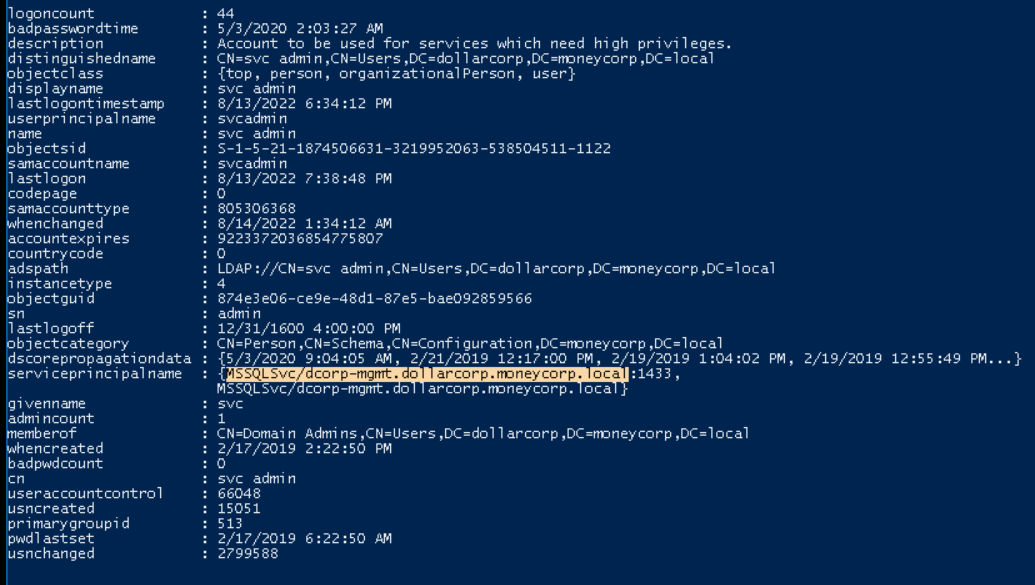 logoncount : 44
badpasswordtime : 5/3/2020 2:03:27 AM
description : Account to be used for services which need high privileges.
distinguishedname : CN=svc admin,CN=Users,DC=dollarcorp,DC=moneycorp,DC=local
objectclass : {top, person, organizationalPerson, user}
displayname : svc admin
lastlogontimestamp : 8/13/2022 6:34:12 PM
userprincipalname : svcadmin
name : svc admin
objectsid : S-1-5-21-1874506631-3219952063-538504511-1122
samaccountname : svcadmin
lastlogon : 8/13/2022 7:38:48 PM
codepage : 0
samaccounttype : 805306368
whenchanged : 8/14/2022 1:34:12 AM
accountexpires : 9223372036854775807
countrycode : 0
adspath : LDAP://CN=svc admin,CN=Users,DC=dollarcorp,DC=moneycorp,DC=local
instancetype : 4
objectguid : 874e3e06-ce9e-48d1-87e5-bae092859566
sn : admin
lastlogoff : 12/31/1600 4:00:00 PM
objectcategory : CN=Person,CN=Schema,CN=Configuration,DC=moneycorp,DC=local
dscorepropagationdata : {5/3/2020 9:04:05 AM, 2/21/2019 12:17:00 PM, 2/19/2019 1:04:02 PM, 2/19/2019 12:55:49 PM...}
serviceprincipalname : {MSSQLSvc/dcorp-mgmt.dollarcorp.moneycorp.local:1433,
MSSQLSvc/dcorp-mgmt.dollarcorp.moneycorp.local}
givenname : svc
admincount : 1
memberof : CN=Domain Admins,CN=Users,DC=dollarcorp,DC=moneycorp,DC=local
whencreated : 2/17/2019 2:22:50 PM
badpwdcount : 0
cn : svc admin
useraccountcontrol : 66048
usncreated : 15051
primarygroupid : 513
pwdlastset : 2/17/2019 6:22:50 AM
usnchanged : 2799588